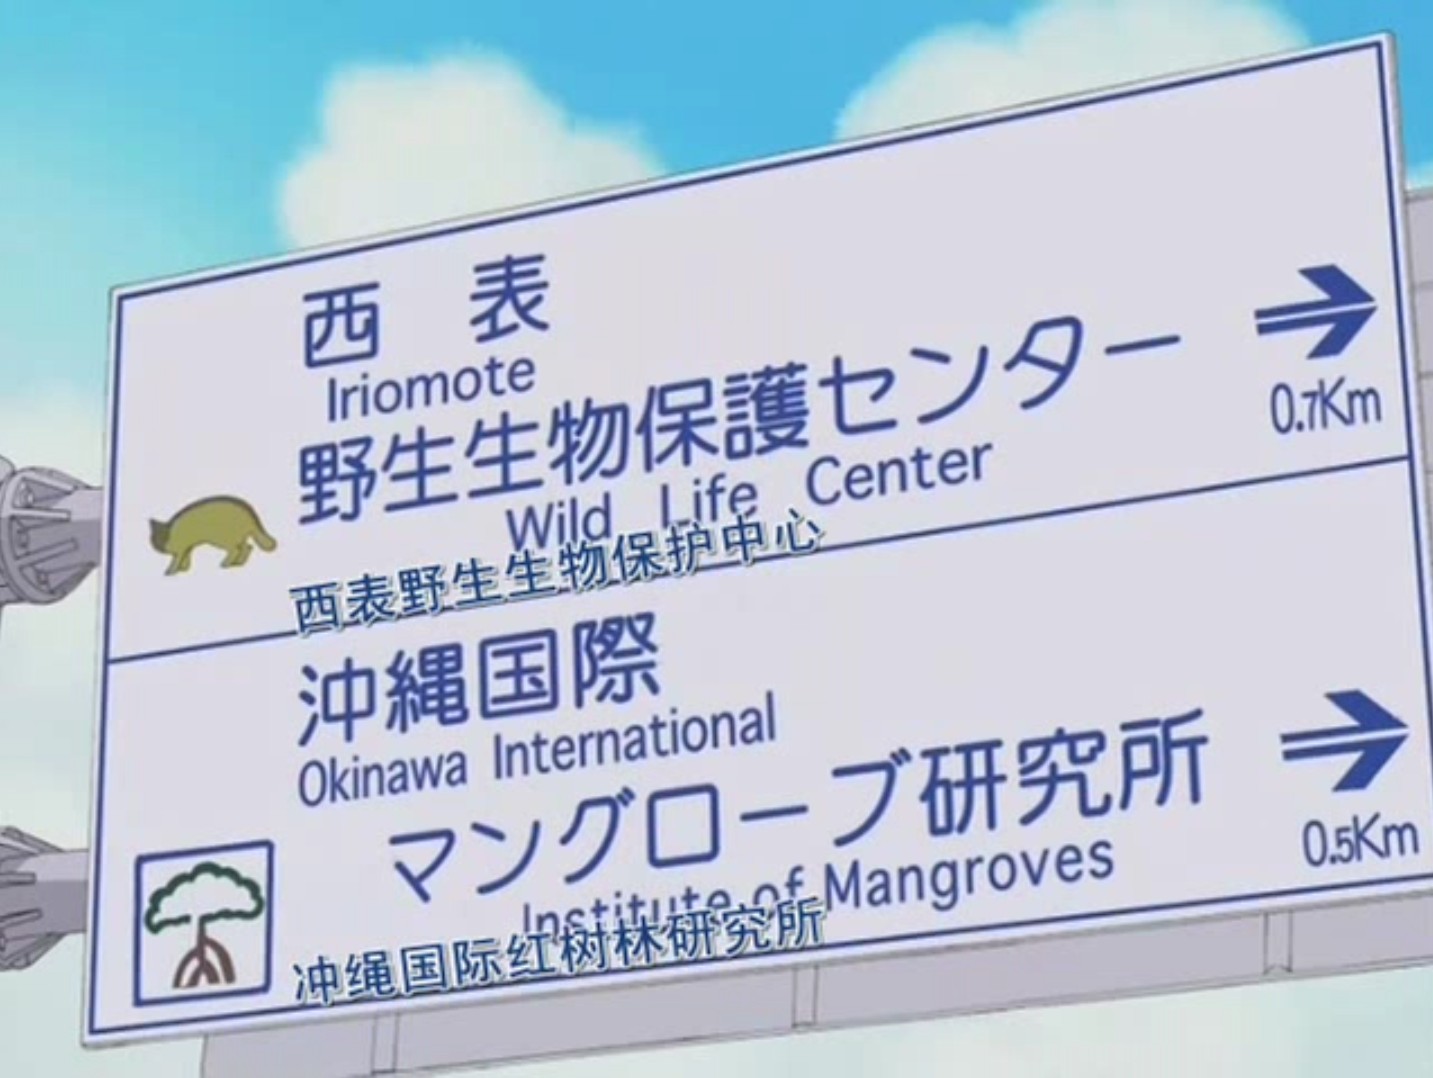 西 表
Iriomote
野生生物保護センター
0.7Km
Wild Life Center
西表野生生物保护中心
沖縄国際
Okinawa International
マングローブ研究所
0.5Km
Institute of Mangroves
冲绳国际红树林研究所